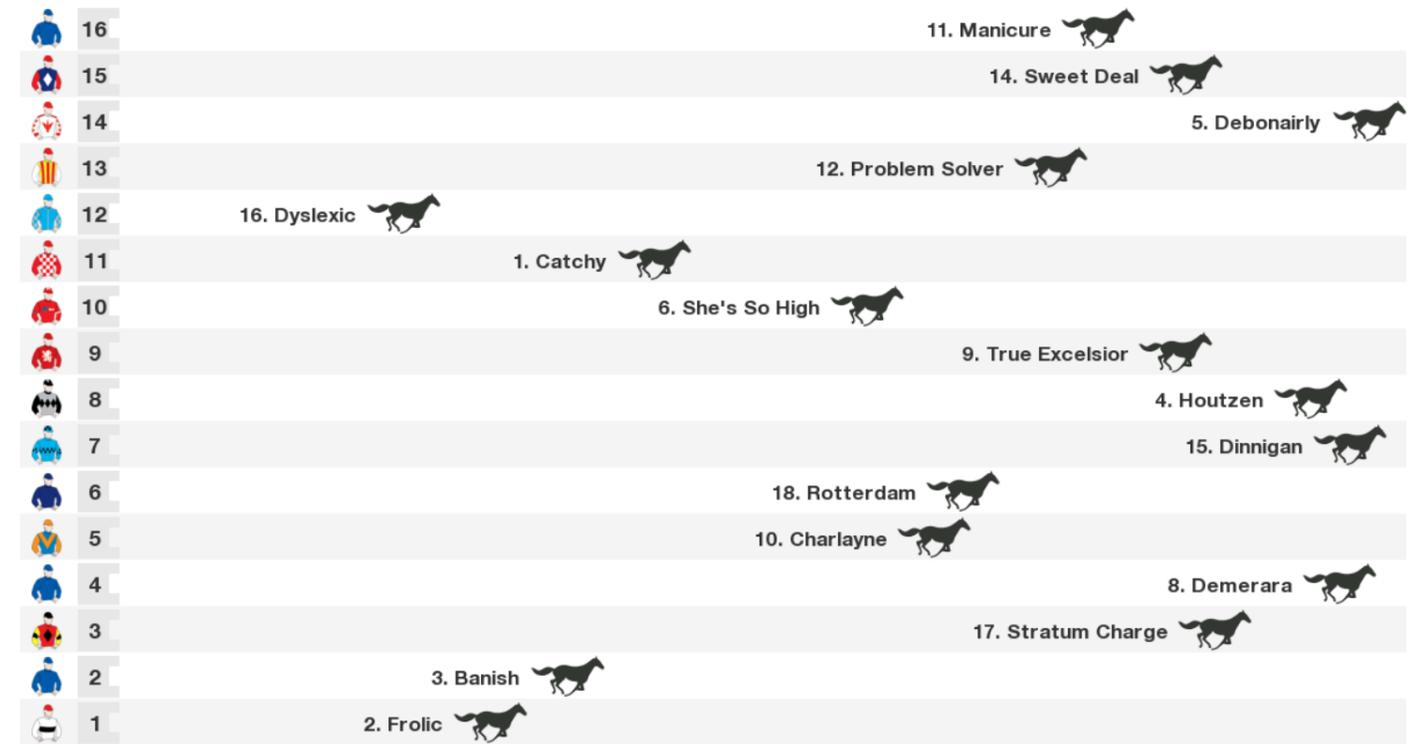 16 11. Manicure
15 14. Sweet Deal
14 5. Debonairly
13 12. Problem Solver
12 16. Dyslexic
11 1. Catchy
10 6. She's So High
9 9. True Excelsior
8 4. Houtzen
7 15. Dinnigan
6 18. Rotterdam
5 10. Charlayne
4 8. Demerara
3 17. Stratum Charge
2 3. Banish
1 2. Frolic